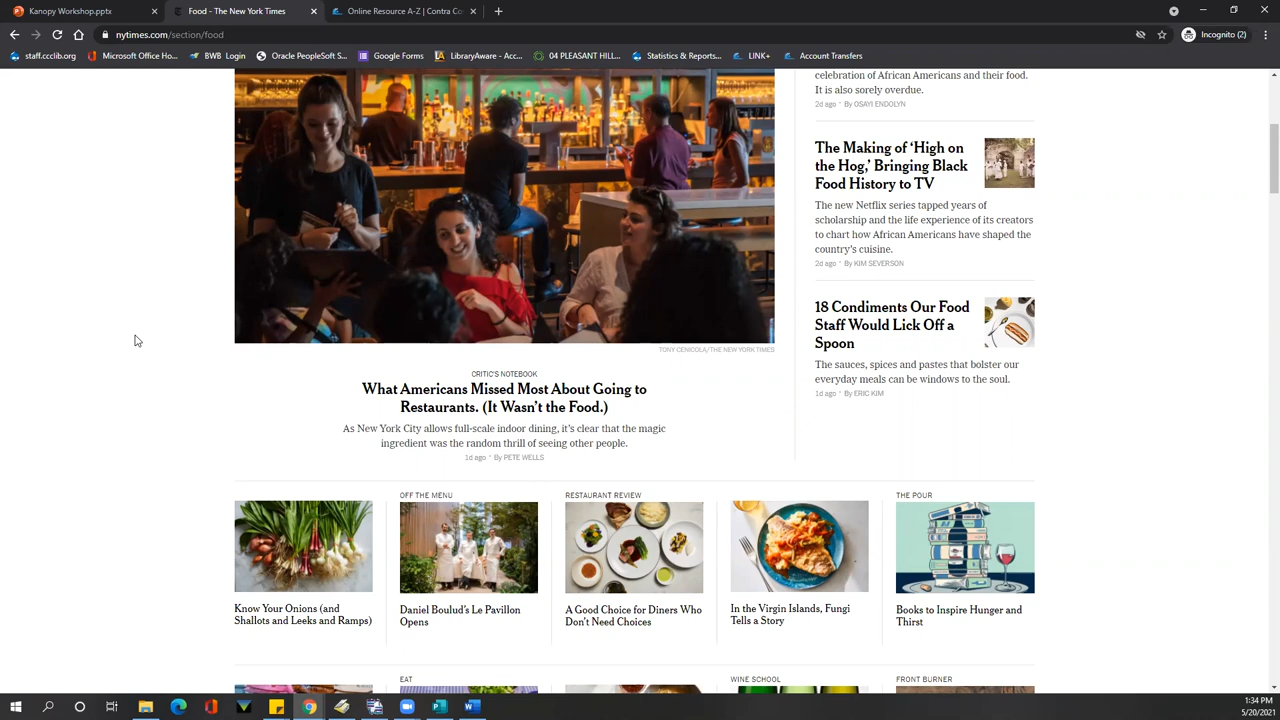 Kanopy Workshop.pptx
Food - The New York Times
Online Resource A-Z | Contra Co
nytimes.com/section/food
Incognito (2)
staff.ccclib.org
Microsoft Office Ho...
BWB Login
Oracle PeopleSoft S...
Google Forms
LibraryAware - Acc...
04 PLEASANT HILL...
Statistics & Reports...
LINK+
Account Transfers
celebration of African Americans and their food.
It is also sorely overdue.
2d ago • By OSAYI ENDOLYN
The Making of ‘High on
the Hog,’ Bringing Black
Food History to TV
The new Netflix series tapped years of
scholarship and the life experience of its creators
to chart how African Americans have shaped the
country’s cuisine.
2d ago • By KIM SEVERSON
18 Condiments Our Food
Staff Would Lick Off a
Spoon
The sauces, spices and pastes that bolster our
everyday meals can be windows to the soul.
1d ago • By ERIC KIM
TONY CENICOLA/THE NEW YORK TIMES
CRITIC’S NOTEBOOK
What Americans Missed Most About Going to
Restaurants. (It Wasn’t the Food.)
As New York City allows full-scale indoor dining, it’s clear that the magic
ingredient was the random thrill of seeing other people.
1d ago • By PETE WELLS
Know Your Onions (and
Shallots and Leeks and Ramps)
OFF THE MENU
Daniel Boulud’s Le Pavillon
Opens
RESTAURANT REVIEW
A Good Choice for Diners Who
Don’t Need Choices
In the Virgin Islands, Fungi
Tells a Story
THE POUR
Books to Inspire Hunger and
Thirst
EAT
WINE SCHOOL
FRONT BURNER
1:34 PM
5/20/2021